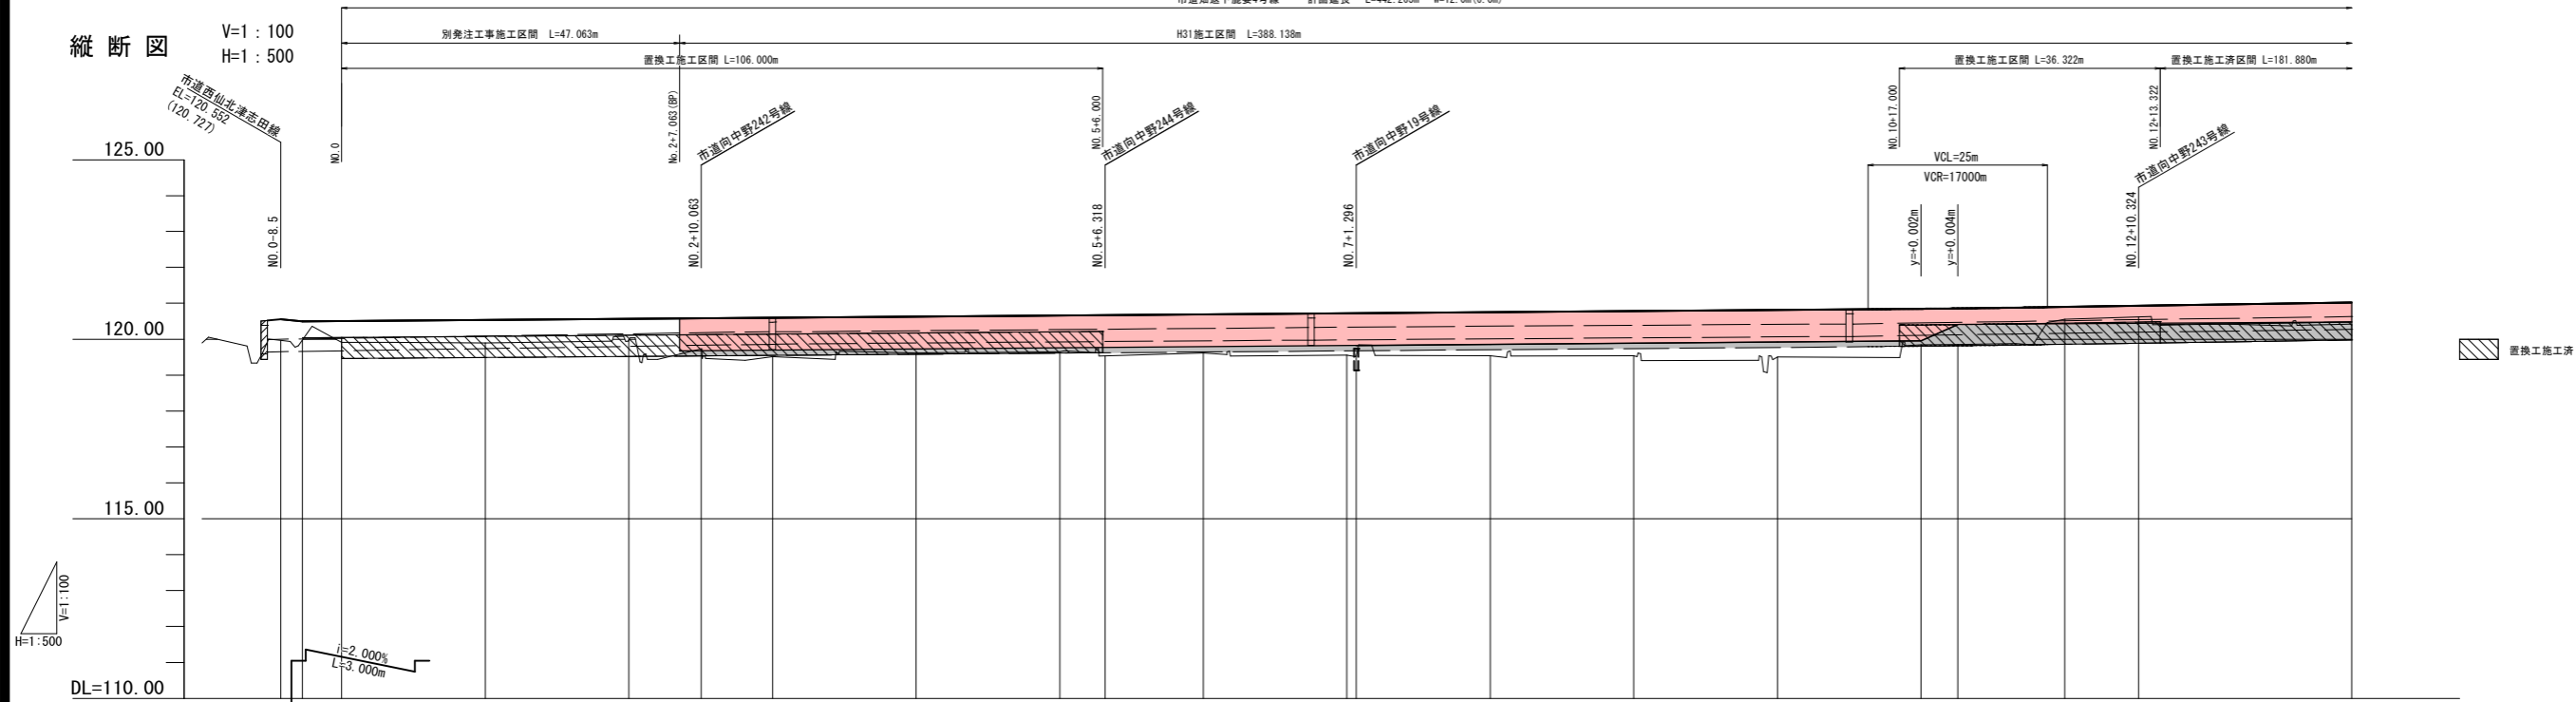 縦断図
V=1：100
H=1：500
別発注工事施工区間 L=47.063m
H31施工区間 L=388.138m
置換工施工区間 L=106.000m
置換工施工区間 L=36.322m
置換工施工済区間 L=181.880m
市道西仙北津志田線
EL=120.552
(120.727)
NO.0-8.5
NO.0
No.2+7.063(BP)
市道向中野242号線
NO.2+10.063
NO.5+6.000
市道向中野244号線
NO.5+6.318
市道向中野19号線
NO.7+1.296
VCL=25m
VCR=17000m
NO.10+17.000
y=+0.002m
y=+0.004m
NO.12+13.322
市道向中野243号線
NO.12+10.324
125.00
120.00
115.00
DL=110.00
置換工施工済
V=1:100
H=1:500
i=2.000%
L=3.000m